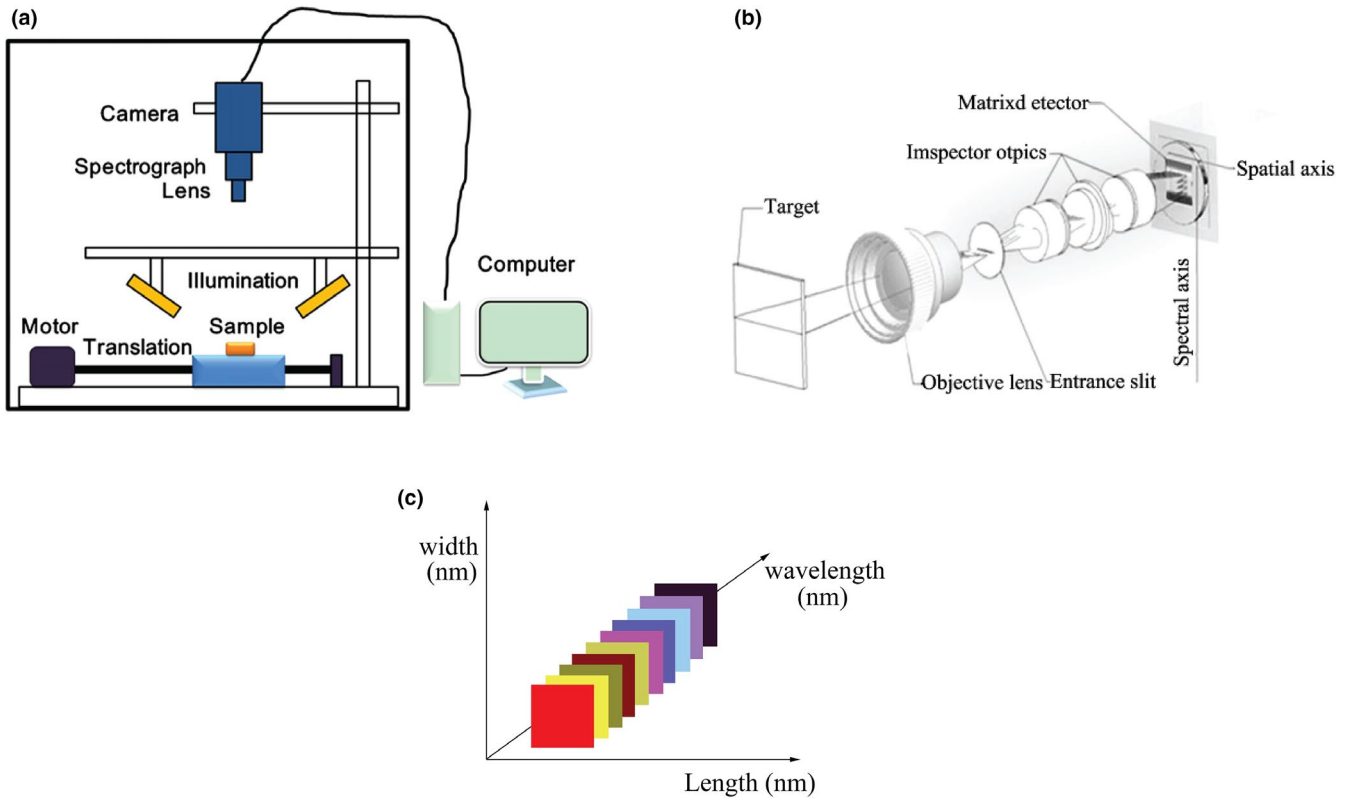 (a)
Camera
Spectrograph
Lens
Illumination
Motor
Translation
Sample
Computer
(b)
Matrixd etector
Imspector otpics
Spatial axis
Target
Spectral axis
Objective lens
Entrance slit
(c)
width
(nm)
wavelength
(nm)
Length (nm)